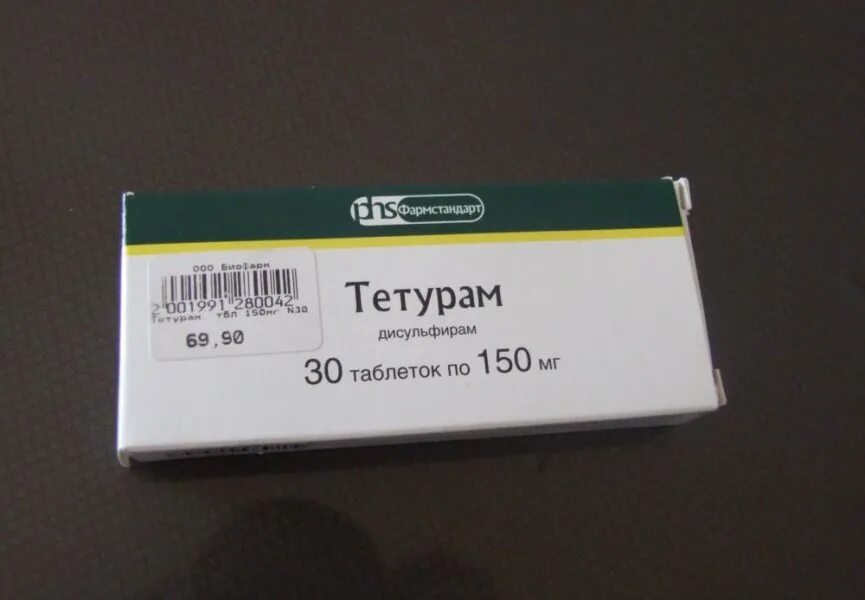 phs Фармстандарт
ООО БиоФарм
2 001991 280042
Тетурам. тбл 150мг N30
69,90
Тетурам
дисульфирам
30 таблеток по 150 мг